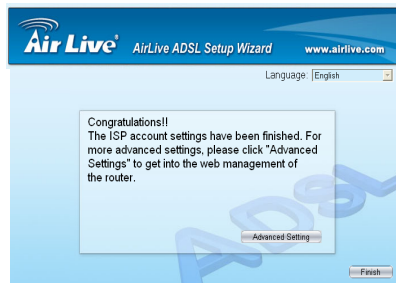 Air Live®
AirLive ADSL Setup Wizard
www.airlive.com
Language: English
Congratulations!!
The ISP account settings have been finished. For
more advanced settings, please click "Advanced
Settings" to get into the web management of
the router.
Advanced Setting
ADSL
Finish